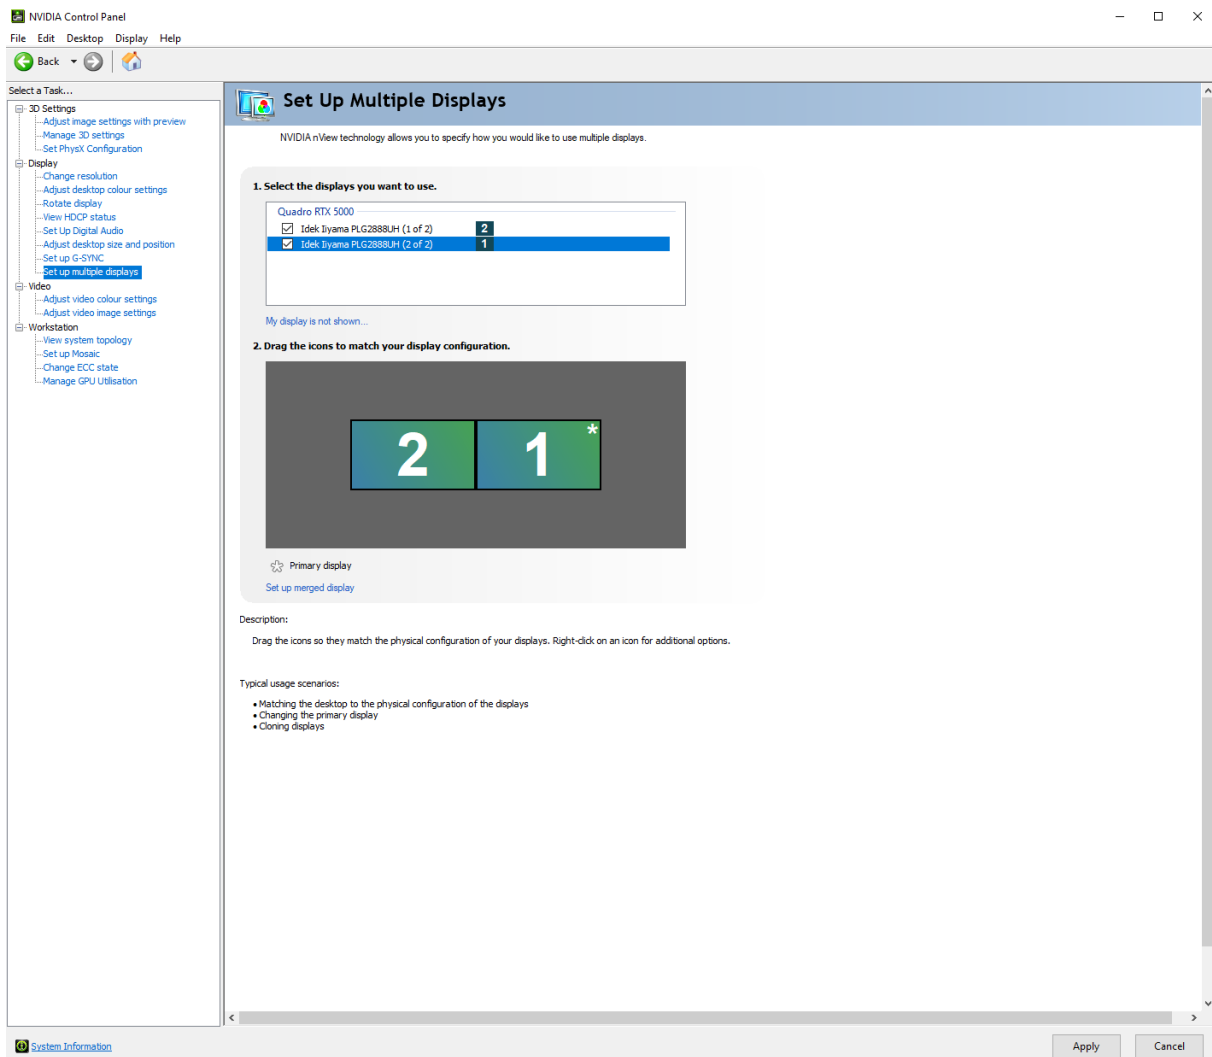 NVIDIA Control Panel
File Edit Desktop Display Help
Back
Select a Task...
3D Settings
Adjust image settings with preview
Manage 3D settings
Set PhysX Configuration
Display
Change resolution
Adjust desktop colour settings
Rotate display
View HDCP status
Set Up Digital Audio
Adjust desktop size and position
Set up G-SYNC
Set up multiple displays
Video
Adjust video colour settings
Adjust video image settings
Workstation
View system topology
Set up Mosaic
Change ECC state
Manage GPU Utilisation
Set Up Multiple Displays
NVIDIA nView technology allows you to specify how you would like to use multiple displays.
1. Select the displays you want to use.
Quadro RTX 5000
Idek Iiyama PLG2888UH (1 of 2) 2
Idek Iiyama PLG2888UH (2 of 2) 1
My display is not shown...
2. Drag the icons to match your display configuration.
2 1 *
Primary display
Set up merged display
Description:
Drag the icons so they match the physical configuration of your displays. Right-click on an icon for additional options.
Typical usage scenarios:
• Matching the desktop to the physical configuration of the displays
• Changing the primary display
• Cloning displays
System Information
Apply Cancel